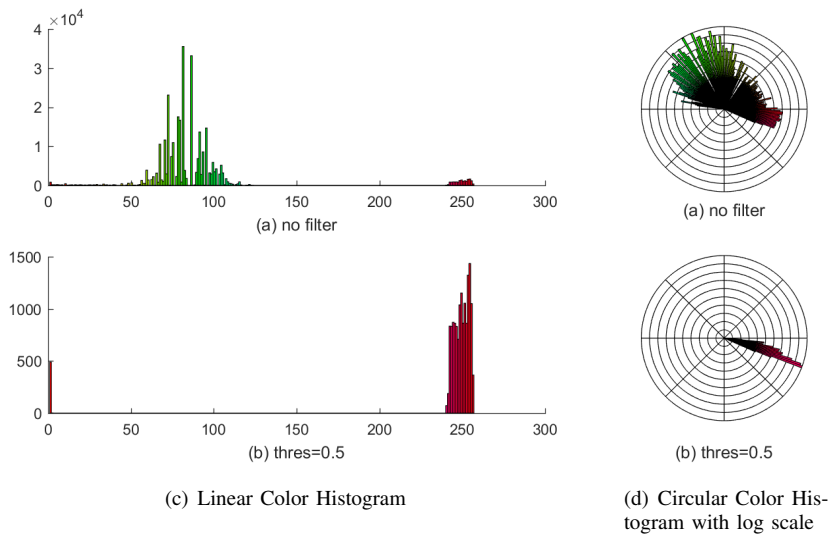 ×10⁴
4
3
2
1
0
0 50 100 150 200 250 300
(a) no filter
(a) no filter
1500
1000
500
0
0 50 100 150 200 250 300
(b) thres=0.5
(b) thres=0.5
(c) Linear Color Histogram
(d) Circular Color His-
togram with log scale